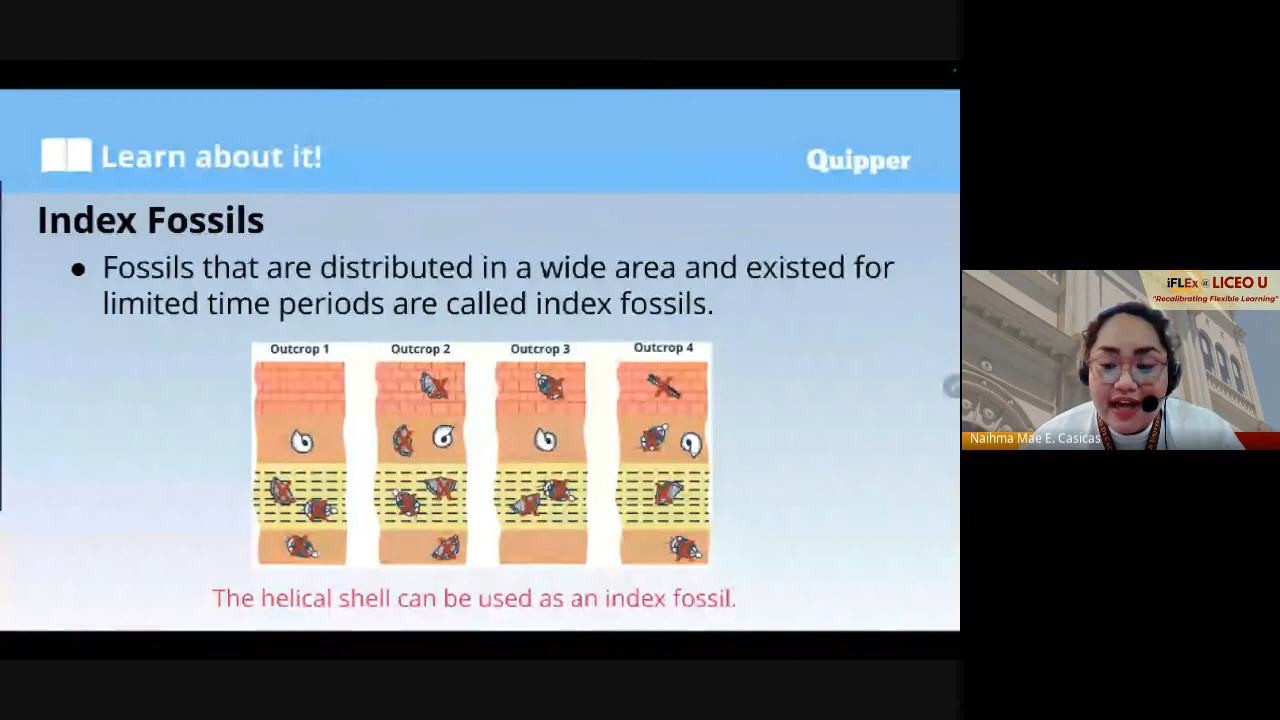 Learn about it!
Quipper
Index Fossils
● Fossils that are distributed in a wide area and existed for
limited time periods are called index fossils.
Outcrop 1
Outcrop 2
Outcrop 3
Outcrop 4
The helical shell can be used as an index fossil.
iFLEx @ LICEO U
"Recalibrating Flexible Learning"
Naihma Mae E. Casicas